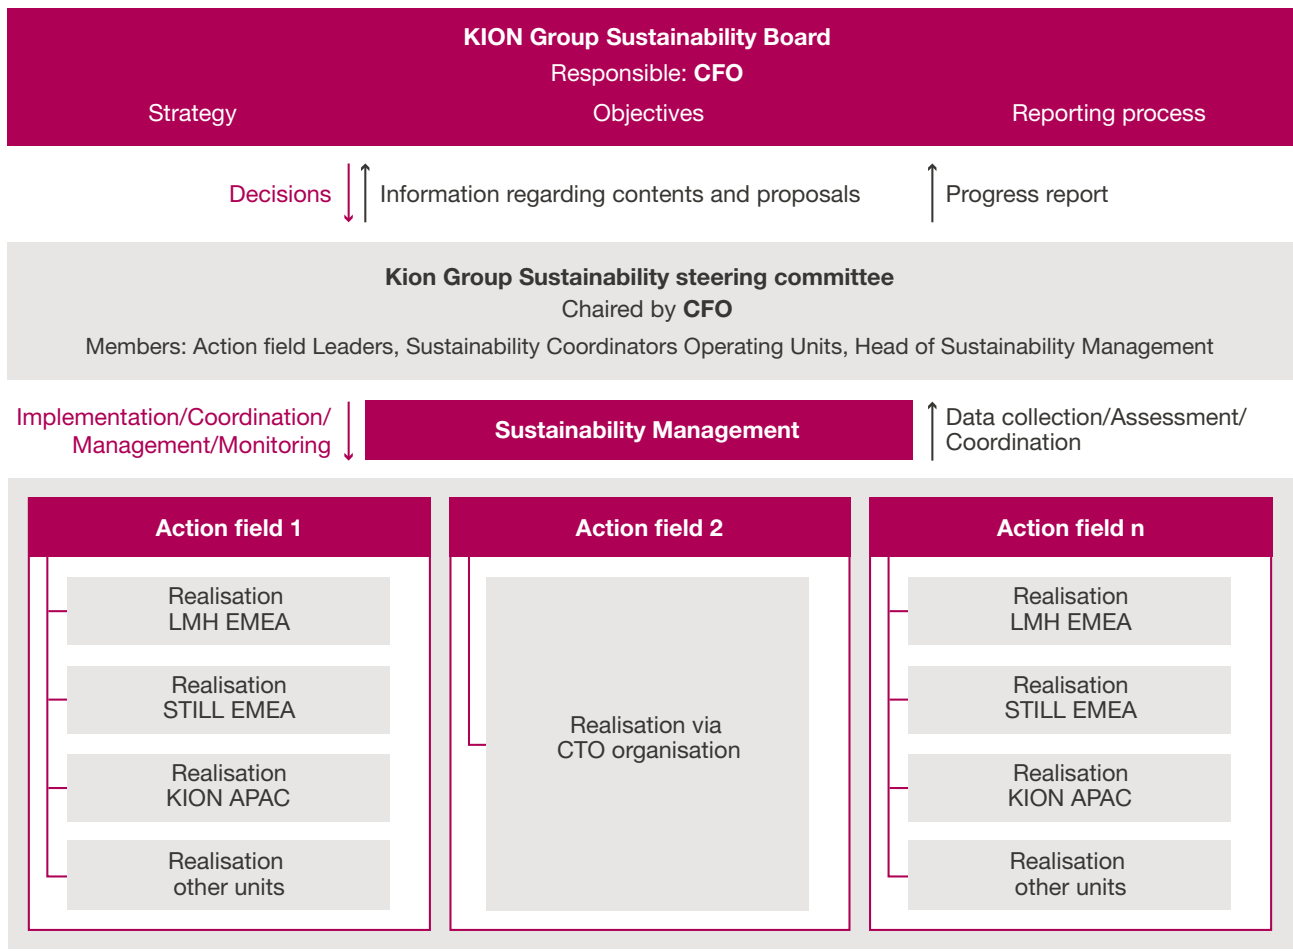 KION Group Sustainability Board
Responsible: CFO
Strategy
Objectives
Reporting process
Decisions
Information regarding contents and proposals
Progress report
Kion Group Sustainability steering committee
Chaired by CFO
Members: Action field Leaders, Sustainability Coordinators Operating Units, Head of Sustainability Management
Implementation/Coordination/
Management/Monitoring
Sustainability Management
Data collection/Assessment/
Coordination
Action field 1
Realisation
LMH EMEA
Realisation
STILL EMEA
Realisation
KION APAC
Realisation
other units
Action field 2
Realisation via
CTO organisation
Action field n
Realisation
LMH EMEA
Realisation
STILL EMEA
Realisation
KION APAC
Realisation
other units